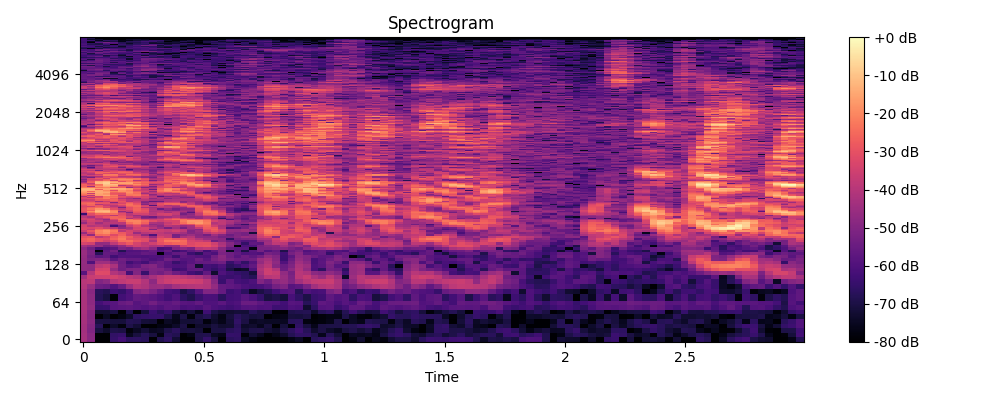 Spectrogram
4096
2048
1024
512
256
128
64
0
Hz
0
0.5
1
1.5
2
2.5
Time
+0 dB
-10 dB
-20 dB
-30 dB
-40 dB
-50 dB
-60 dB
-70 dB
-80 dB